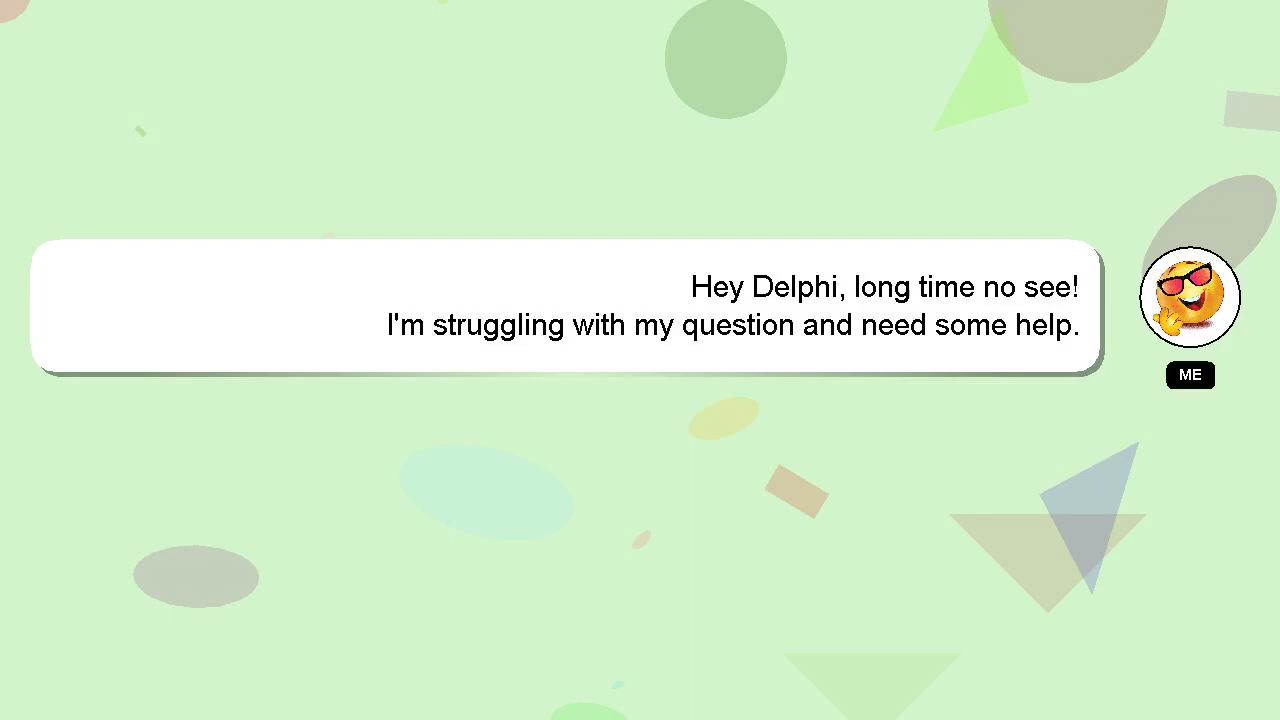 Hey Delphi, long time no see!
I'm struggling with my question and need some help.
ME